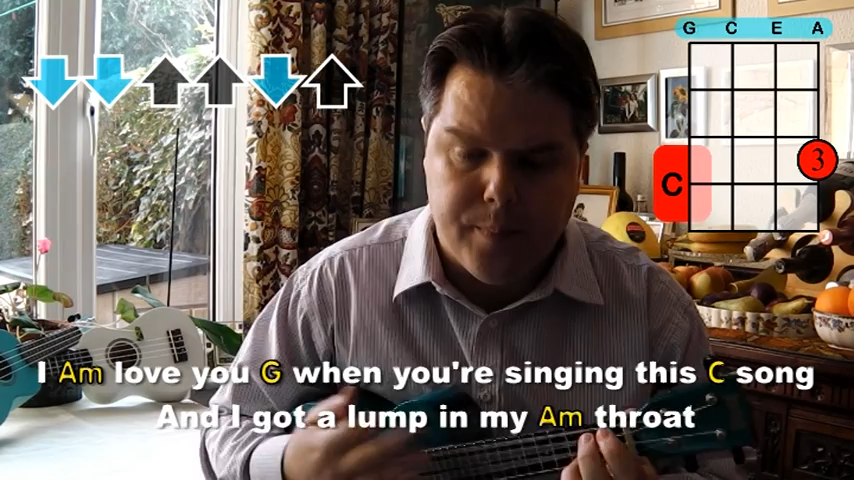 G C E A
3
C
I Am love you G when you're singing this C song
And I got a lump in my Am throat